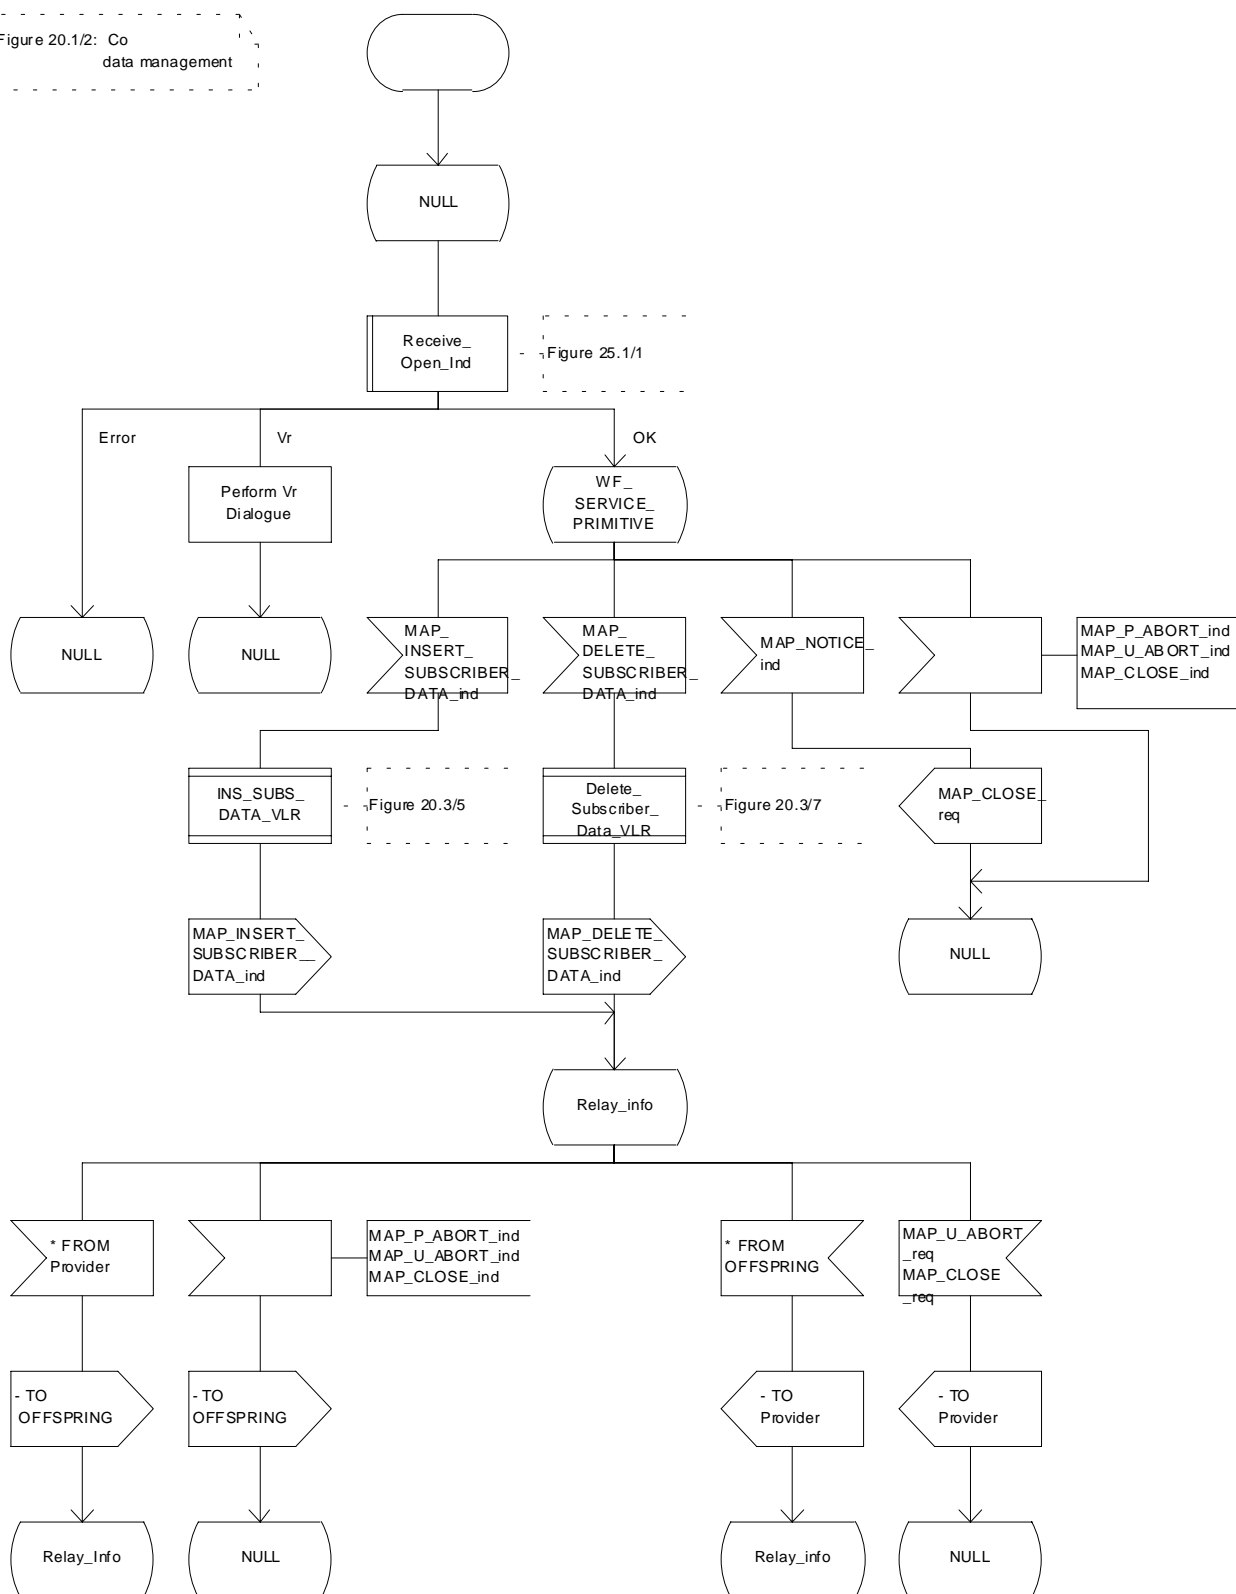 Figure 20.1/2: Co
data management
NULL
Receive_
Open_Ind
Figure 25.1/1
Error
Vr
OK
Perform Vr
Dialogue
WF_
SERVICE_
PRIMITIVE
NULL
NULL
MAP_
INSERT_
SUBSCRIBER_
DATA_ind
MAP_
DELETE_
SUBSCRIBER_
DATA_ind
MAP_NOTICE_
ind
MAP_P_ABORT_ind
MAP_U_ABORT_ind
MAP_CLOSE_ind
INS_SUBS_
DATA_VLR
Figure 20.3/5
Delete_
Subscriber_
Data_VLR
Figure 20.3/7
MAP_CLOSE_
req
MAP_INSERT_
SUBSCRIBER__
DATA_ind
MAP_DELETE_
SUBSCRIBER_
DATA_ind
NULL
Relay_info
* FROM
Provider
MAP_P_ABORT_ind
MAP_U_ABORT_ind
MAP_CLOSE_ind
* FROM
OFFSPRING
MAP_U_ABORT
_req
MAP_CLOSE
_req
- TO
OFFSPRING
- TO
OFFSPRING
- TO
Provider
- TO
Provider
Relay_Info
NULL
Relay_info
NULL